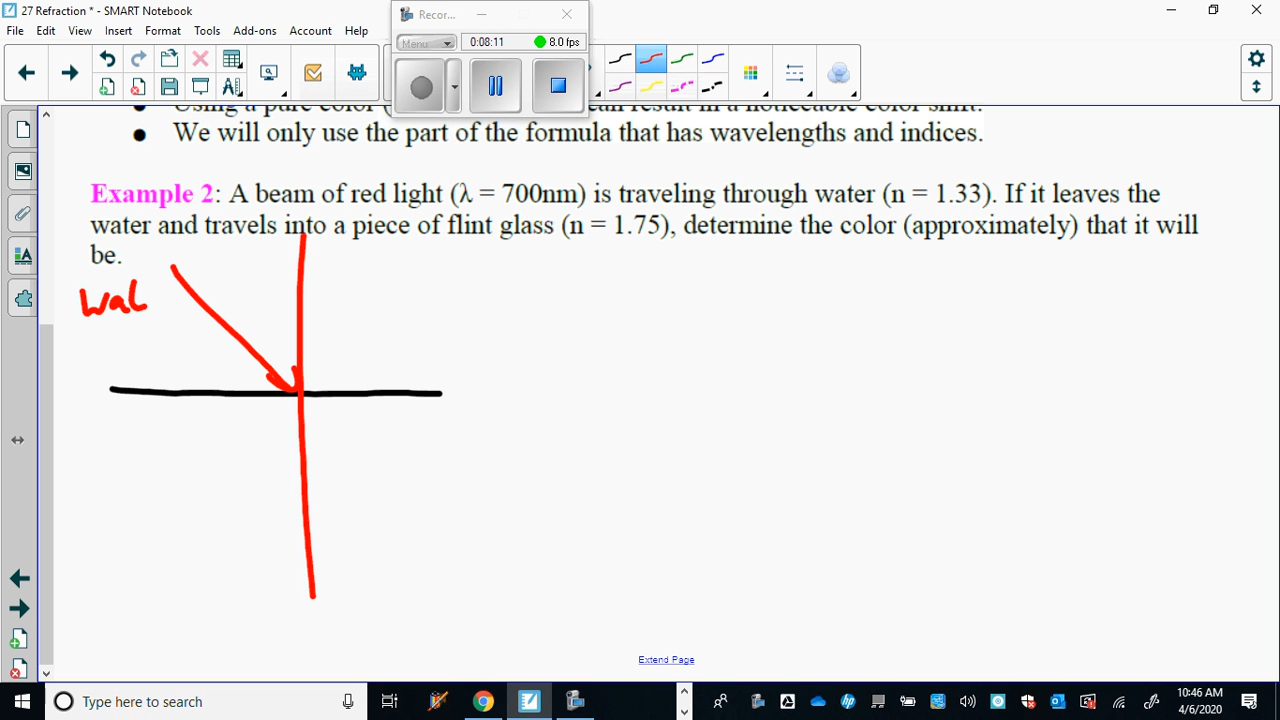 27 Refraction * - SMART Notebook
File Edit View Insert Format Tools Add-ons Account Help
Recor...
Menu 0:08:11 8.0 fps
We will only use the part of the formula that has wavelengths and indices.
Example 2: A beam of red light (λ = 700nm) is traveling through water (n = 1.33). If it leaves the
water and travels into a piece of flint glass (n = 1.75), determine the color (approximately) that it will
be.
Wat
Extend Page
Type here to search
10:46 AM
4/6/2020